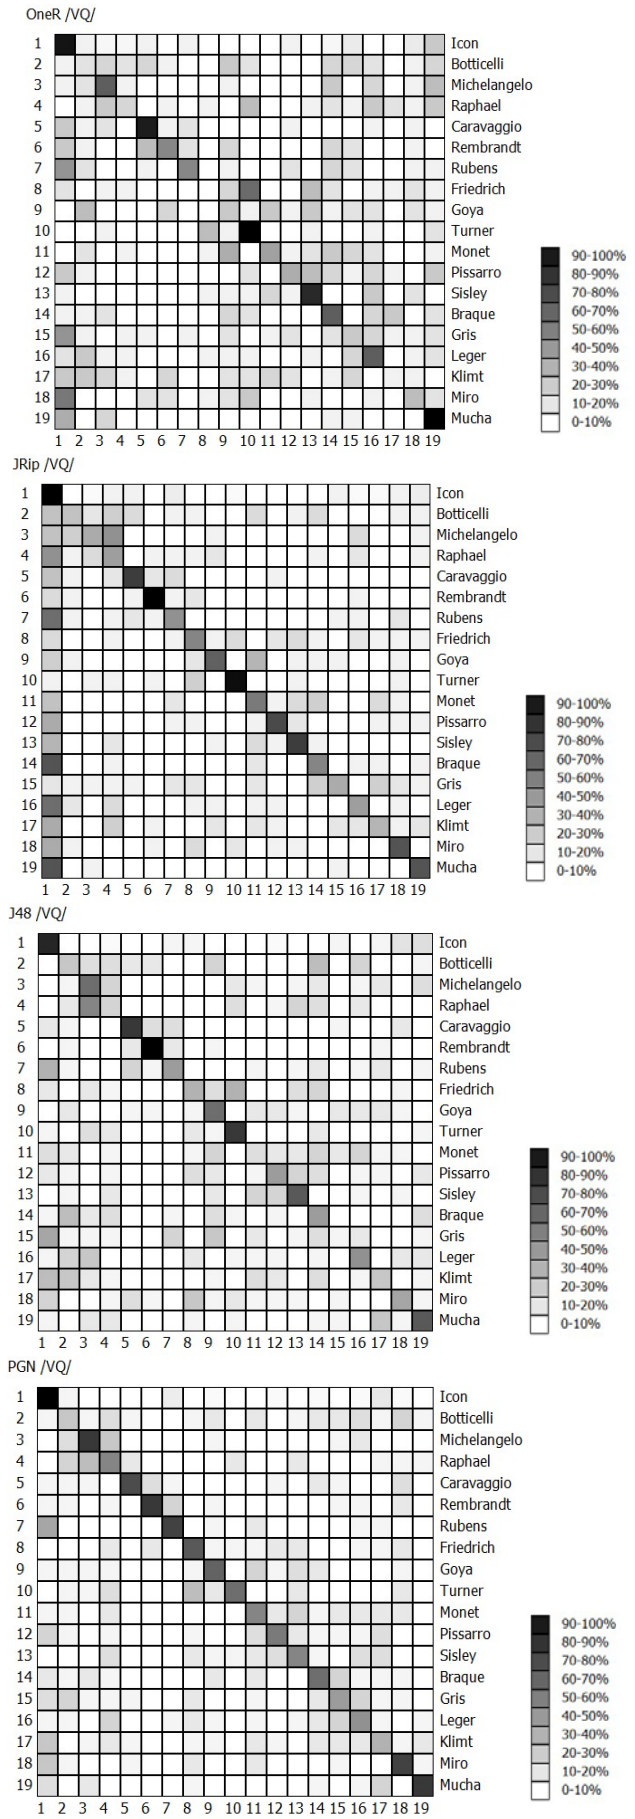 OneR /VQ/
1 Icon
2 Botticelli
3 Michelangelo
4 Raphael
5 Caravaggio
6 Rembrandt
7 Rubens
8 Friedrich
9 Goya
10 Turner
11 Monet
12 Pissarro
13 Sisley
14 Braque
15 Gris
16 Leger
17 Klimt
18 Miro
19 Mucha
1 2 3 4 5 6 7 8 9 10 11 12 13 14 15 16 17 18 19
90-100%
80-90%
70-80%
60-70%
50-60%
40-50%
30-40%
20-30%
10-20%
0-10%
JRip /VQ/
1 Icon
2 Botticelli
3 Michelangelo
4 Raphael
5 Caravaggio
6 Rembrandt
7 Rubens
8 Friedrich
9 Goya
10 Turner
11 Monet
12 Pissarro
13 Sisley
14 Braque
15 Gris
16 Leger
17 Klimt
18 Miro
19 Mucha
1 2 3 4 5 6 7 8 9 10 11 12 13 14 15 16 17 18 19
90-100%
80-90%
70-80%
60-70%
50-60%
40-50%
30-40%
20-30%
10-20%
0-10%
J48 /VQ/
1 Icon
2 Botticelli
3 Michelangelo
4 Raphael
5 Caravaggio
6 Rembrandt
7 Rubens
8 Friedrich
9 Goya
10 Turner
11 Monet
12 Pissarro
13 Sisley
14 Braque
15 Gris
16 Leger
17 Klimt
18 Miro
19 Mucha
1 2 3 4 5 6 7 8 9 10 11 12 13 14 15 16 17 18 19
90-100%
80-90%
70-80%
60-70%
50-60%
40-50%
30-40%
20-30%
10-20%
0-10%
PGN /VQ/
1 Icon
2 Botticelli
3 Michelangelo
4 Raphael
5 Caravaggio
6 Rembrandt
7 Rubens
8 Friedrich
9 Goya
10 Turner
11 Monet
12 Pissarro
13 Sisley
14 Braque
15 Gris
16 Leger
17 Klimt
18 Miro
19 Mucha
1 2 3 4 5 6 7 8 9 10 11 12 13 14 15 16 17 18 19
90-100%
80-90%
70-80%
60-70%
50-60%
40-50%
30-40%
20-30%
10-20%
0-10%